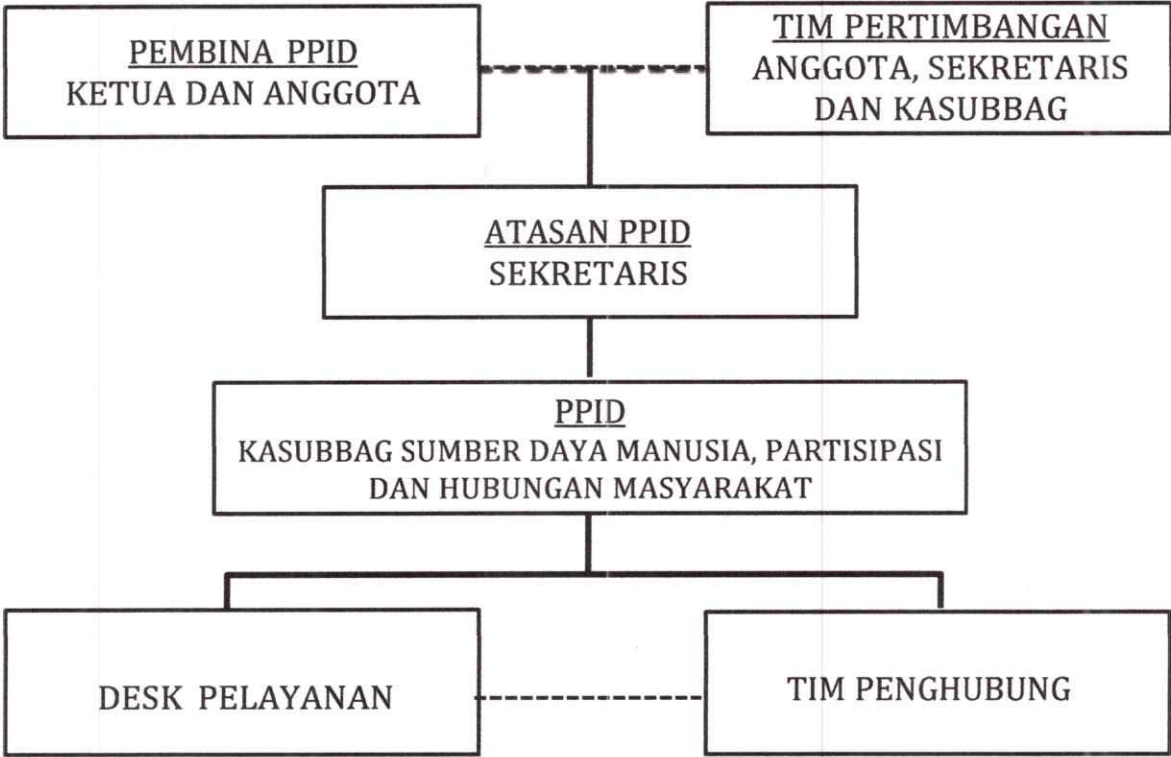 PEMBINA PPID
KETUA DAN ANGGOTA
TIM PERTIMBANGAN
ANGGOTA, SEKRETARIS
DAN KASUBBAG
ATASAN PPID
SEKRETARIS
PPID
KASUBBAG SUMBER DAYA MANUSIA, PARTISIPASI
DAN HUBUNGAN MASYARAKAT
DESK PELAYANAN
TIM PENGHUBUNG